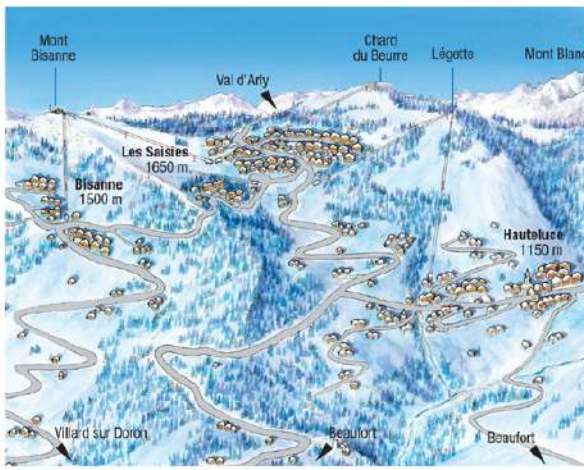 Mont
Bisanne
Val d'Arly
Chard
du Beurre
Légette
Mont Blanc
Les Saisies
1650 m
Bisanne
1500 m
Hauteluce
1150 m
Villard sur Doron
Beaufort
Beaufort